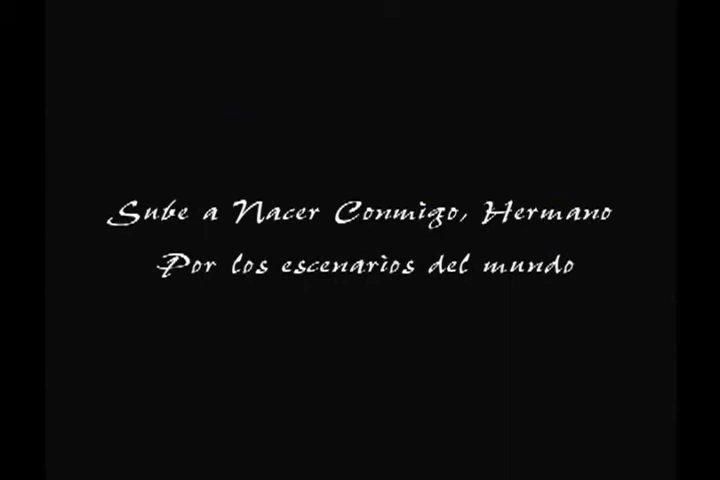 Sube a Nacer Conmigo, Hermano
Por los escenarios del mundo